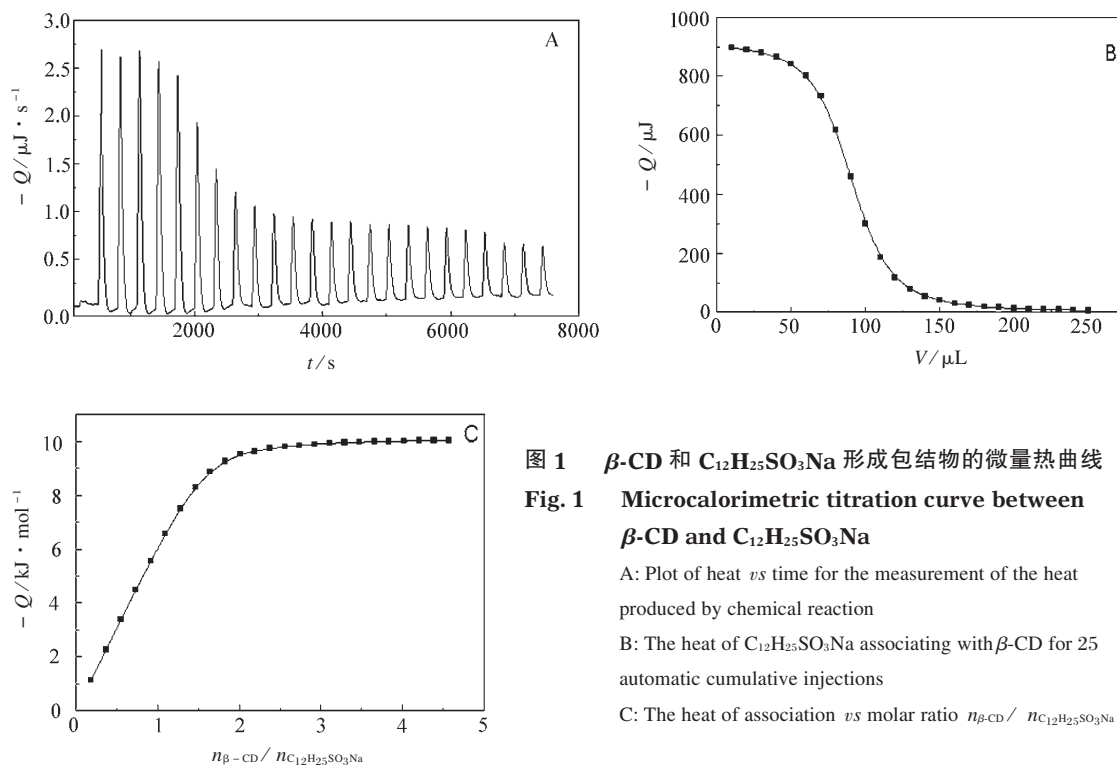 A
3.0
2.5
2.0
1.5
1.0
0.5
0.0
2000
4000
6000
8000
− Q / μJ · s⁻¹
t / s
B
1000
800
600
400
200
0
0
50
100
150
200
250
− Q / μJ
V / μL
C
10
8
6
4
2
0
0
1
2
3
4
5
− Q / kJ · mol⁻¹
n_β−CD / n_C₁₂H₂₅SO₃Na
图 1 β-CD 和 C₁₂H₂₅SO₃Na 形成包结物的微量热曲线
Fig. 1 Microcalorimetric titration curve between
β-CD and C₁₂H₂₅SO₃Na
A: Plot of heat vs time for the measurement of the heat
produced by chemical reaction
B: The heat of C₁₂H₂₅SO₃Na associating with β-CD for 25
automatic cumulative injections
C: The heat of association vs molar ratio n_β-CD / n_C₁₂H₂₅SO₃Na